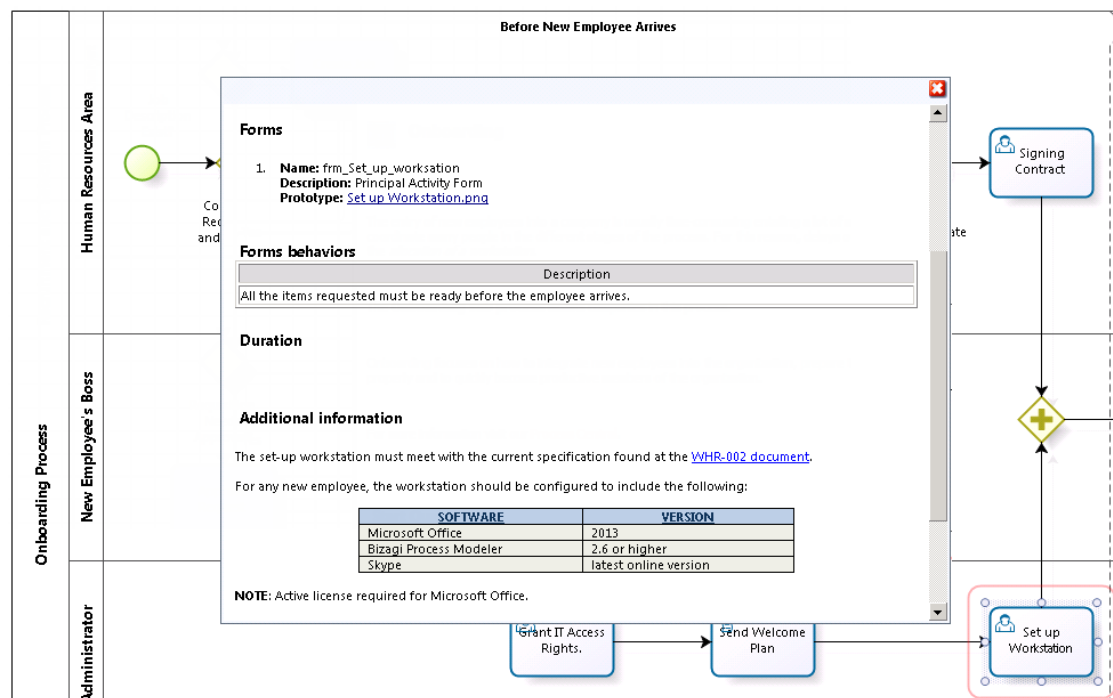 Before New Employee Arrives
Onboarding Process
Human Resources Area
New Employee's Boss
Administrator
Co
Rec
and
Forms
1. Name: frm_Set_up_worksation
Description: Principal Activity Form
Prototype: Set up Workstation.png
Forms behaviors
Description
All the items requested must be ready before the employee arrives.
Duration
Additional information
The set-up workstation must meet with the current specification found at the WHR-002 document.
For any new employee, the workstation should be configured to include the following:
SOFTWARE VERSION
Microsoft Office 2013
Bizagi Process Modeler 2.6 or higher
Skype latest online version
NOTE: Active license required for Microsoft Office.
Signing
Contract
ate
Grant IT Access
Rights.
Send Welcome
Plan
Set up
Workstation